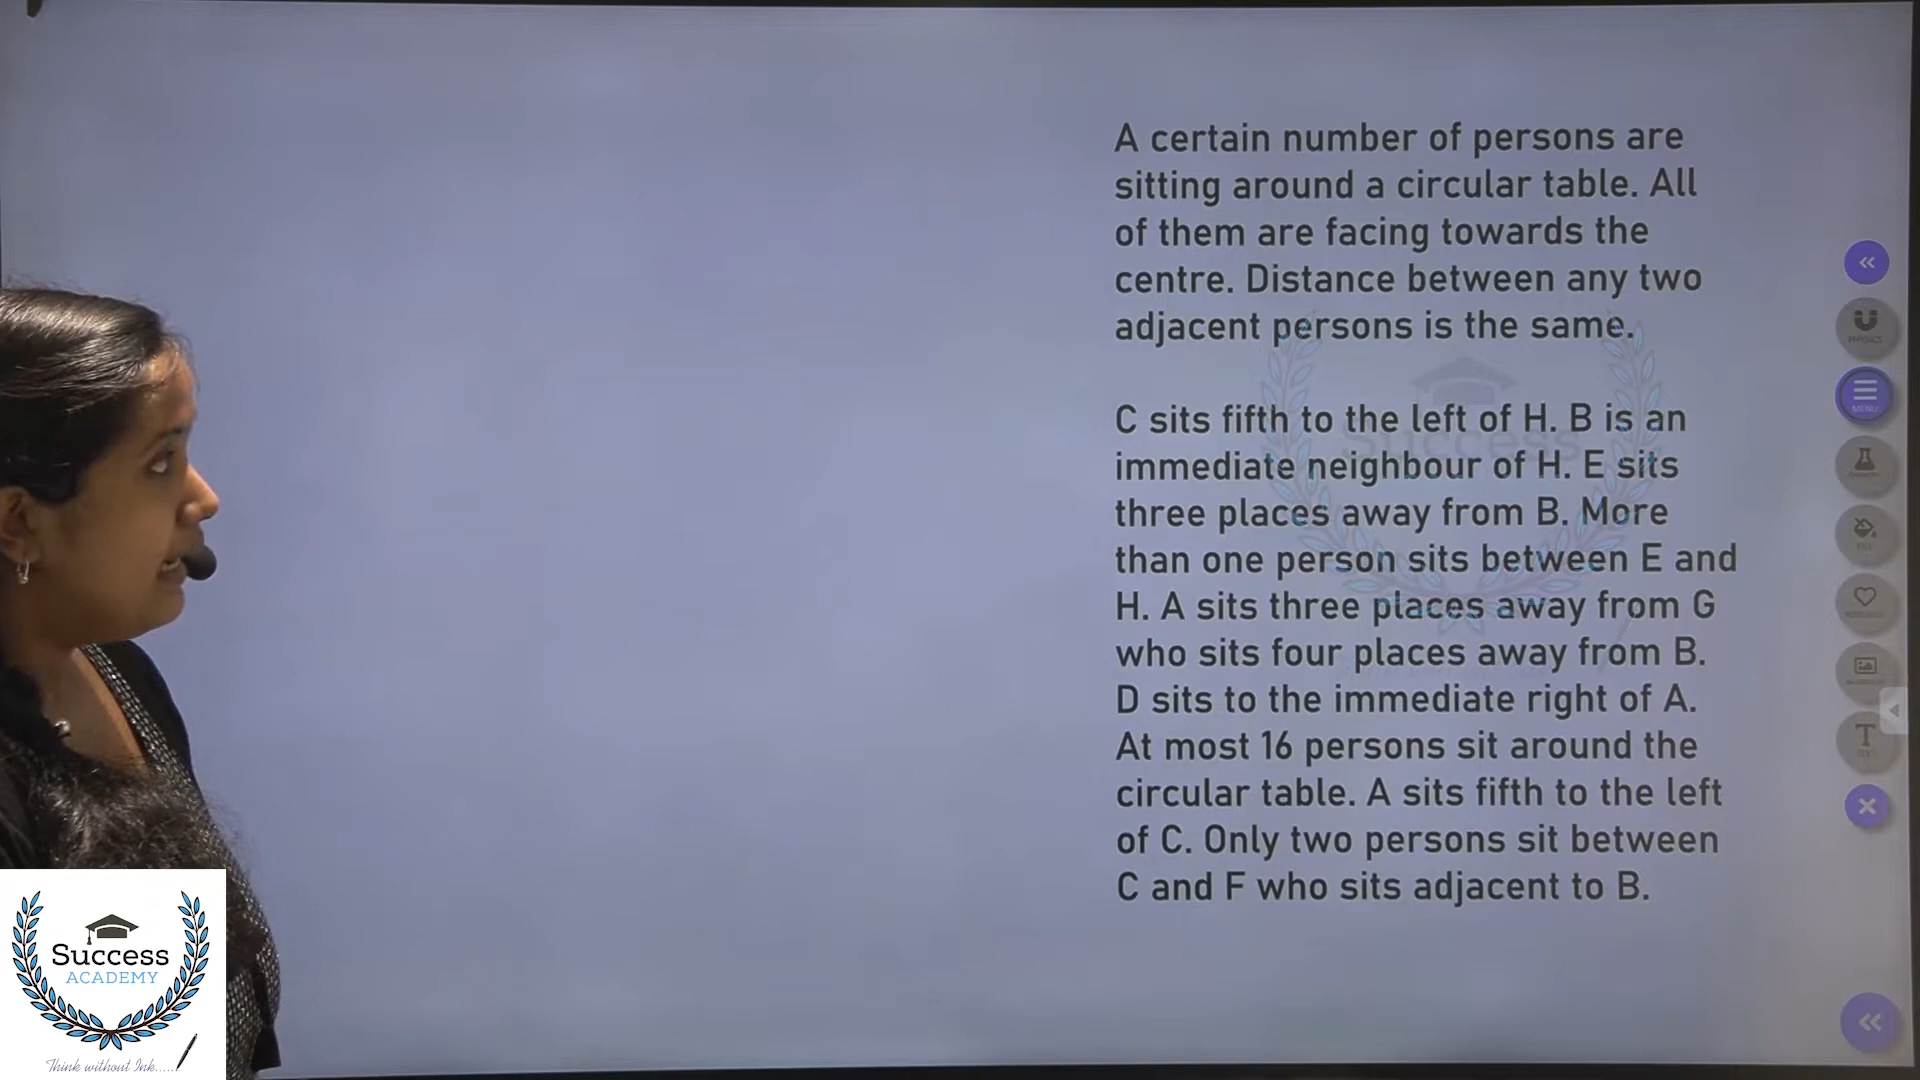 A certain number of persons are
sitting around a circular table. All
of them are facing towards the
centre. Distance between any two
adjacent persons is the same.
C sits fifth to the left of H. B is an
immediate neighbour of H. E sits
three places away from B. More
than one person sits between E and
H. A sits three places away from G
who sits four places away from B.
D sits to the immediate right of A.
At most 16 persons sit around the
circular table. A sits fifth to the left
of C. Only two persons sit between
C and F who sits adjacent to B.
Success
PHYSICS
MENU
Success
ACADEMY
Think without Ink.....